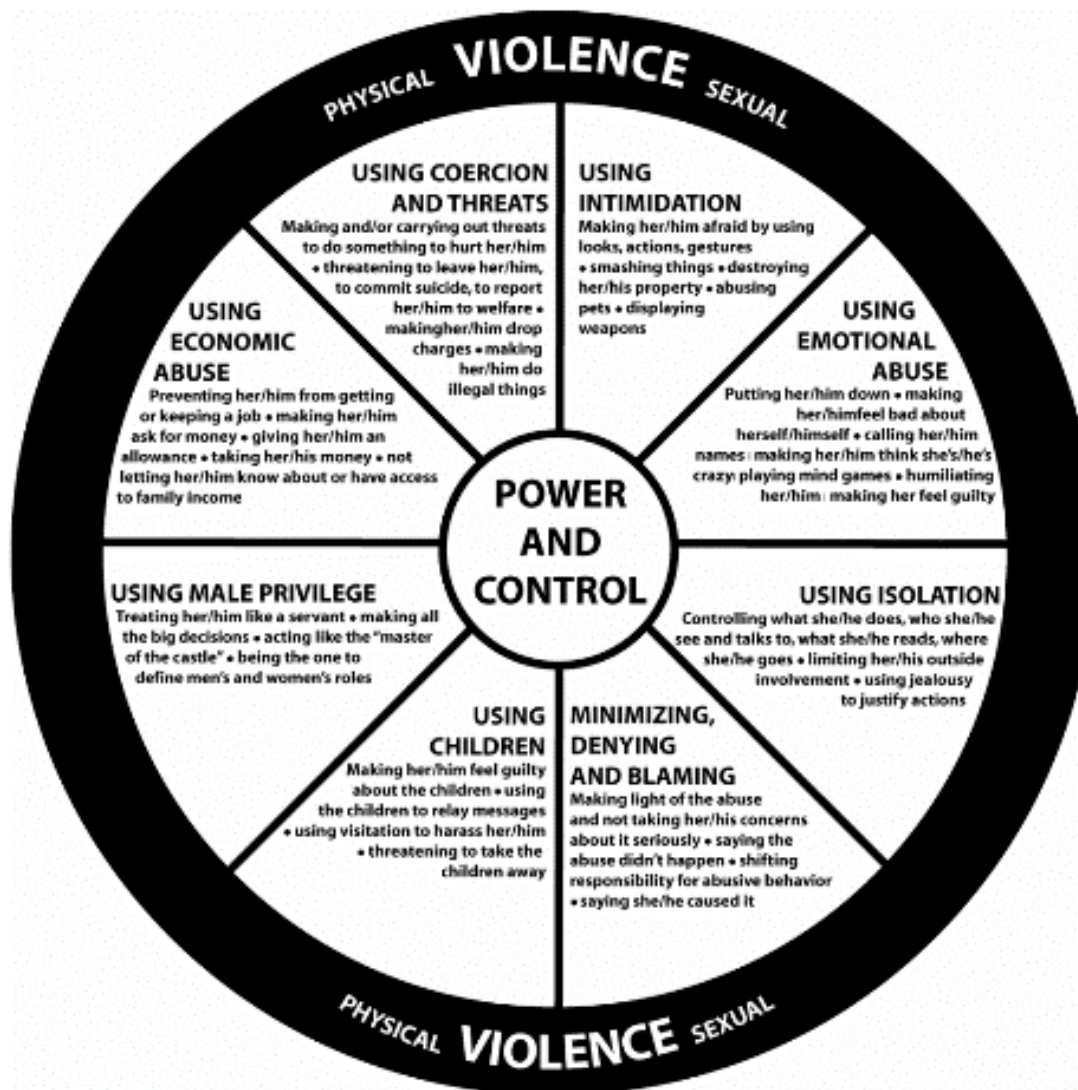 PHYSICAL VIOLENCE SEXUAL
USING COERCION
AND THREATS
Making and/or carrying out threats
to do something to hurt her/him
• threatening to leave her/him,
to commit suicide, to report
her/him to welfare •
makingher/him drop
charges • making
her/him do
illegal things
USING
INTIMIDATION
Making her/him afraid by using
looks, actions, gestures
• smashing things • destroying
her/his property • abusing
pets • displaying
weapons
USING
EMOTIONAL
ABUSE
Putting her/him down • making
her/himfeel bad about
herself/himself • calling her/him
names making her/him think she's/he's
crazy playing mind games • humiliating
her/him making her feel guilty
USING ISOLATION
Controlling what she/he does, who she/he
see and talks to, what she/he reads, where
she/he goes • limiting her/his outside
involvement • using jealousy
to justify actions
MINIMIZING,
DENYING
AND BLAMING
Making light of the abuse
and not taking her/his concerns
about it seriously • saying the
abuse didn't happen • shifting
responsibility for abusive behavior
• saying she/he caused it
USING
CHILDREN
Making her/him feel guilty
about the children • using
the children to relay messages
• using visitation to harass her/him
• threatening to take the
children away
USING MALE PRIVILEGE
Treating her/him like a servant • making all
the big decisions • acting like the "master
of the castle" • being the one to
define men's and women's roles
USING
ECONOMIC
ABUSE
Preventing her/him from getting
or keeping a job • making her/him
ask for money • giving her/him an
allowance • taking her/his money • not
letting her/him know about or have access
to family income
POWER
AND
CONTROL
PHYSICAL VIOLENCE SEXUAL